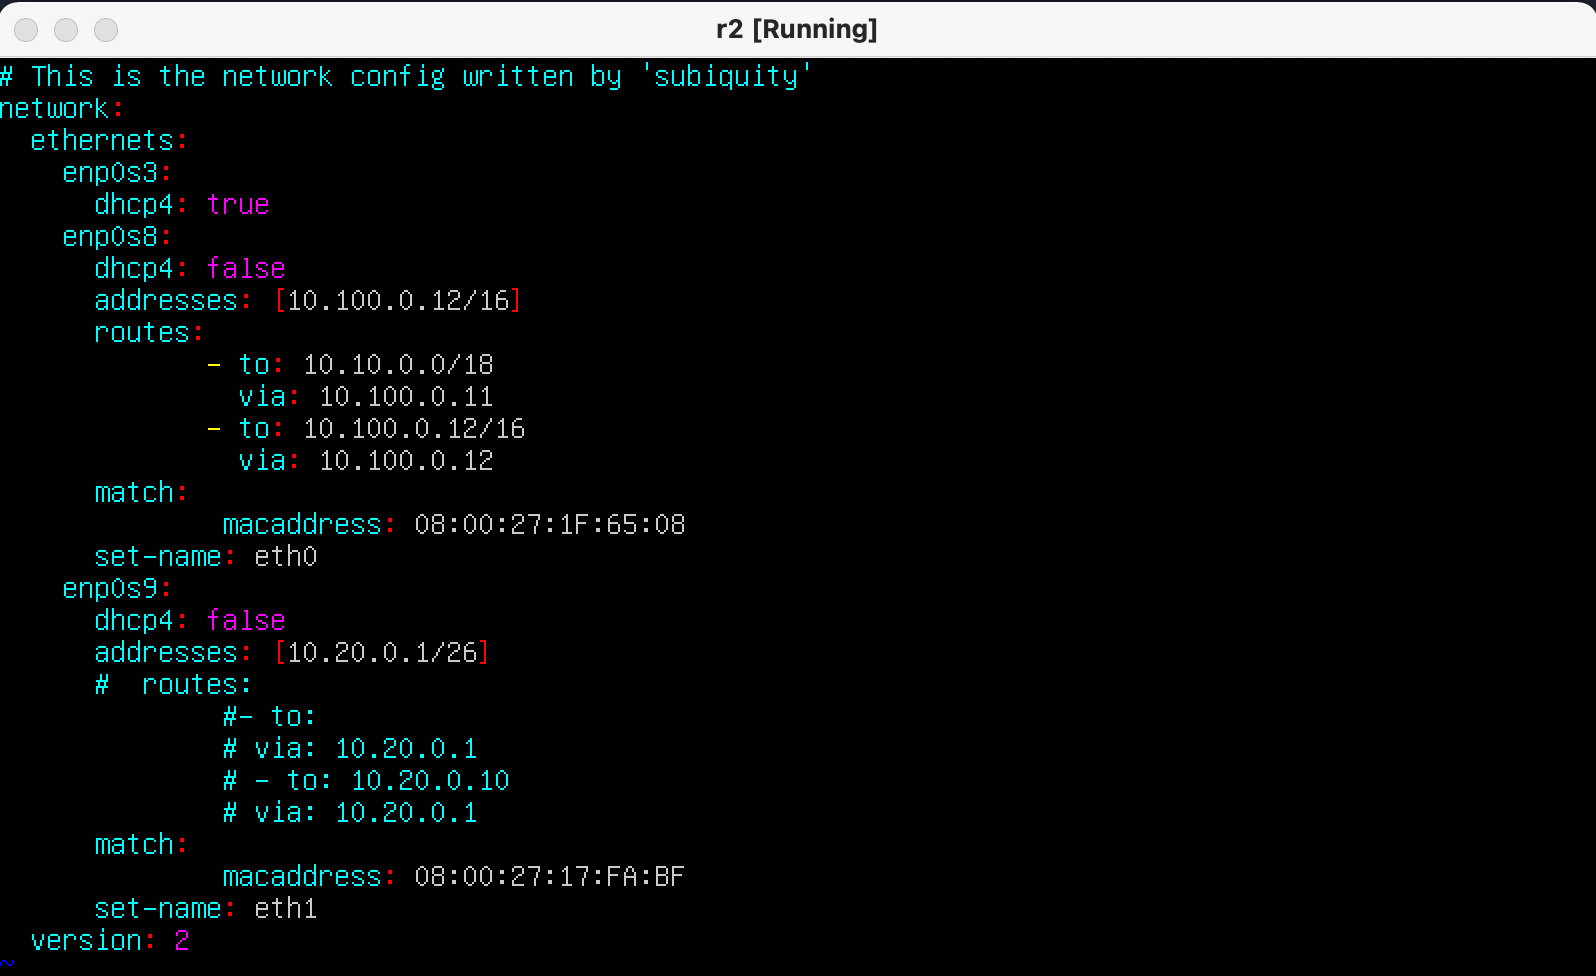 r2 [Running]
# This is the network config written by 'subiquity'
network:
  ethernets:
    enp0s3:
      dhcp4: true
    enp0s8:
      dhcp4: false
      addresses: [10.100.0.12/16]
      routes:
             - to: 10.10.0.0/18
               via: 10.100.0.11
             - to: 10.100.0.12/16
               via: 10.100.0.12
      match:
              macaddress: 08:00:27:1F:65:08
      set-name: eth0
    enp0s9:
      dhcp4: false
      addresses: [10.20.0.1/26]
      #  routes:
              #- to:
              # via: 10.20.0.1
              # - to: 10.20.0.10
              # via: 10.20.0.1
      match:
              macaddress: 08:00:27:17:FA:BF
      set-name: eth1
  version: 2
~